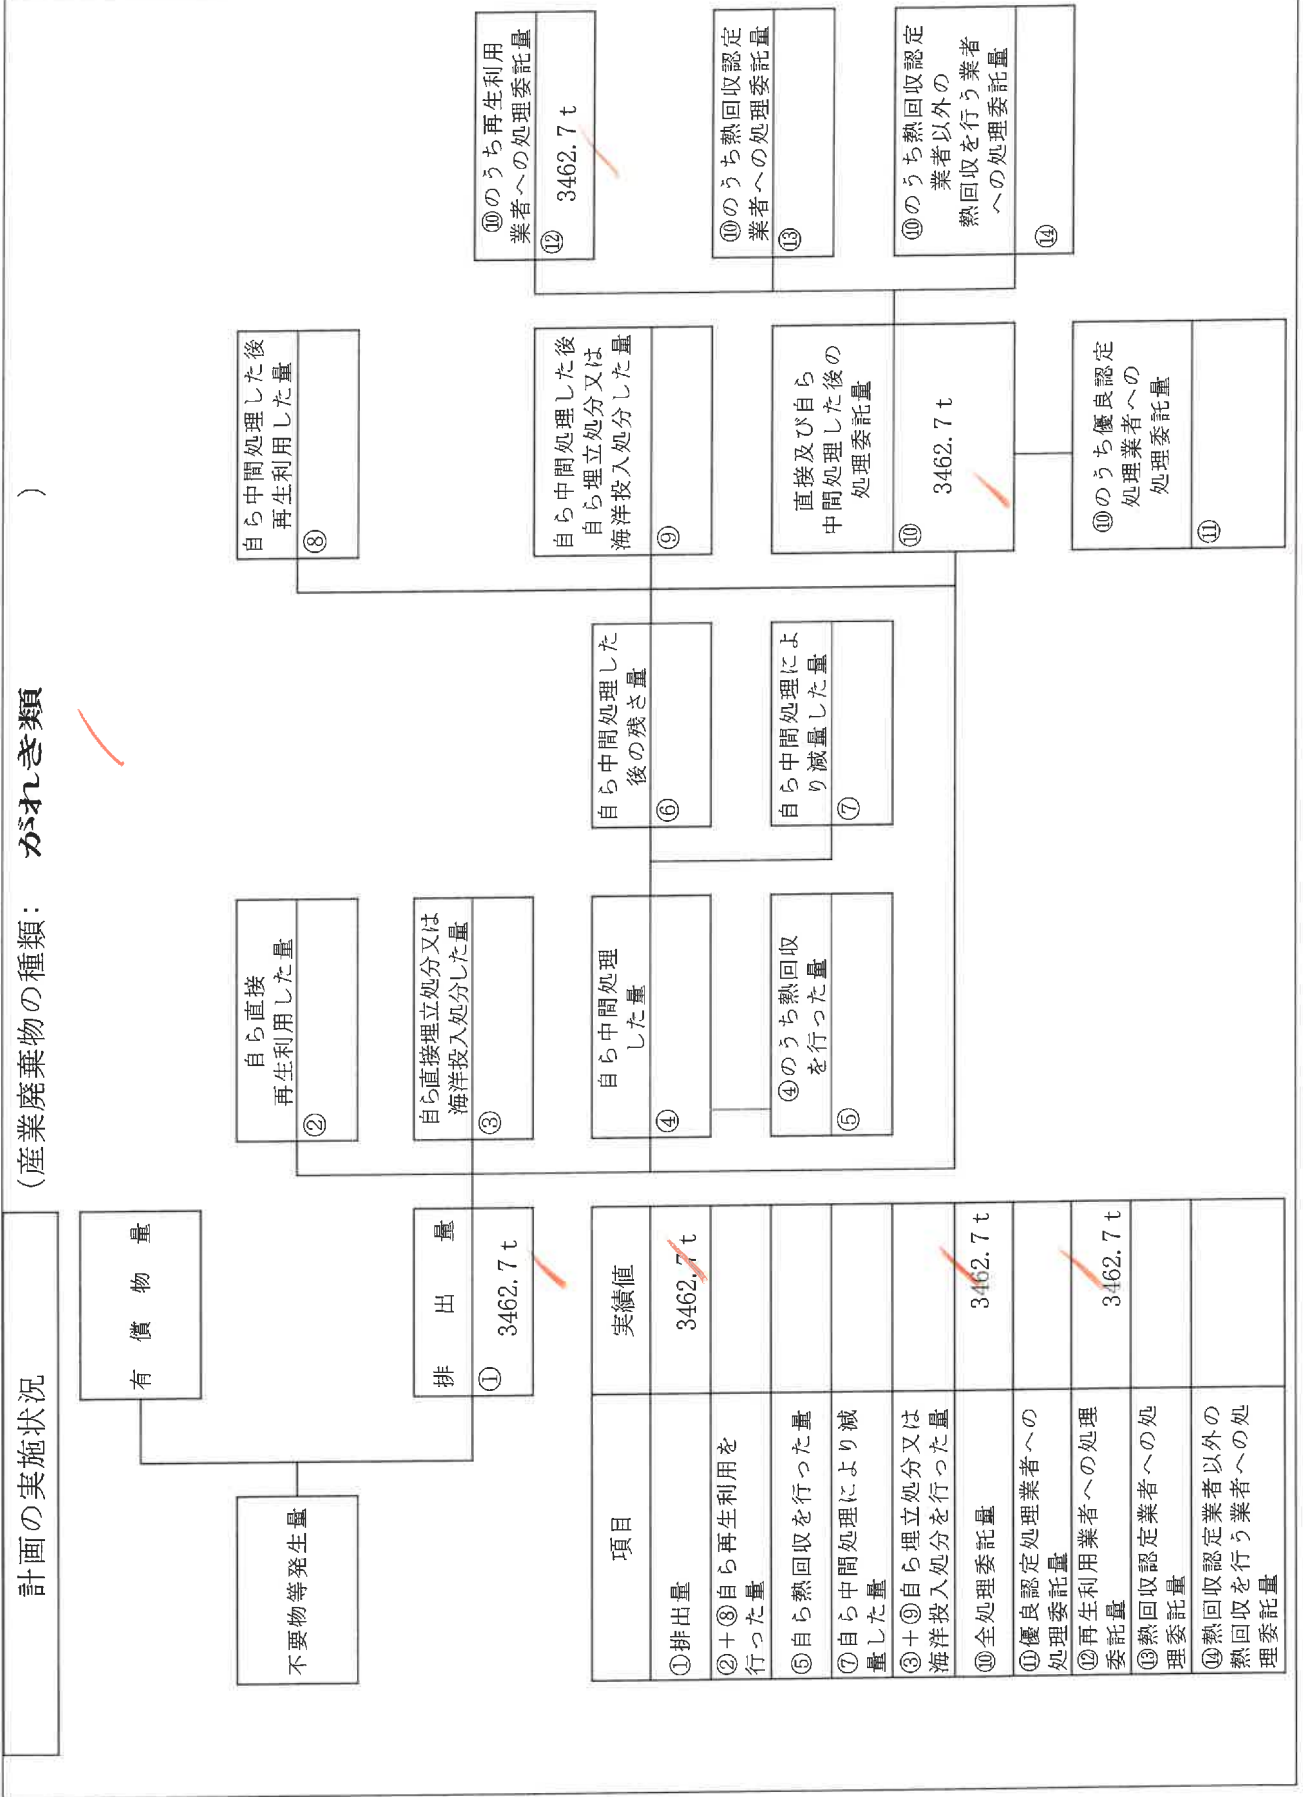 計画の実施状況
(産業廃棄物の種類: がれき類 )
有償物量
不要物等発生量
排出量
① 3462.7 t
自ら直接
再生利用した量
②
自ら直接埋立処分又は
海洋投入処分した量
③
自ら中間処理
した量
④
④のうち熱回収
を行った量
⑤
自ら中間処理した
後の残さ量
⑥
自ら中間処理によ
り減量した量
⑦
自ら中間処理した後
再生利用した量
⑧
自ら中間処理した後
自ら埋立処分又は
海洋投入処分した量
⑨
直接及び自ら
中間処理した後の
処理委託量
⑩
3462.7 t
⑩のうち優良認定
処理業者への
処理委託量
⑪
⑩のうち再生利用
業者への処理委託量
⑫
3462.7 t
⑩のうち熱回収認定
業者への処理委託量
⑬
⑩のうち熱回収認定
業者以外の
熱回収を行う業者
への処理委託量
⑭
項目 実績値
①排出量 3462.7 t
②+⑧自ら再生利用を
行った量
⑤自ら熱回収を行った量
⑦自ら中間処理により減
量した量
③+⑨自ら埋立処分又は
海洋投入処分を行った量
⑩全処理委託量 3462.7 t
⑪優良認定処理業者への
処理委託量
⑫再生利用業者への処理
委託量 3462.7 t
⑬熱回収認定業者への処
理委託量
⑭熱回収認定業者以外の
熱回収を行う業者への処
理委託量